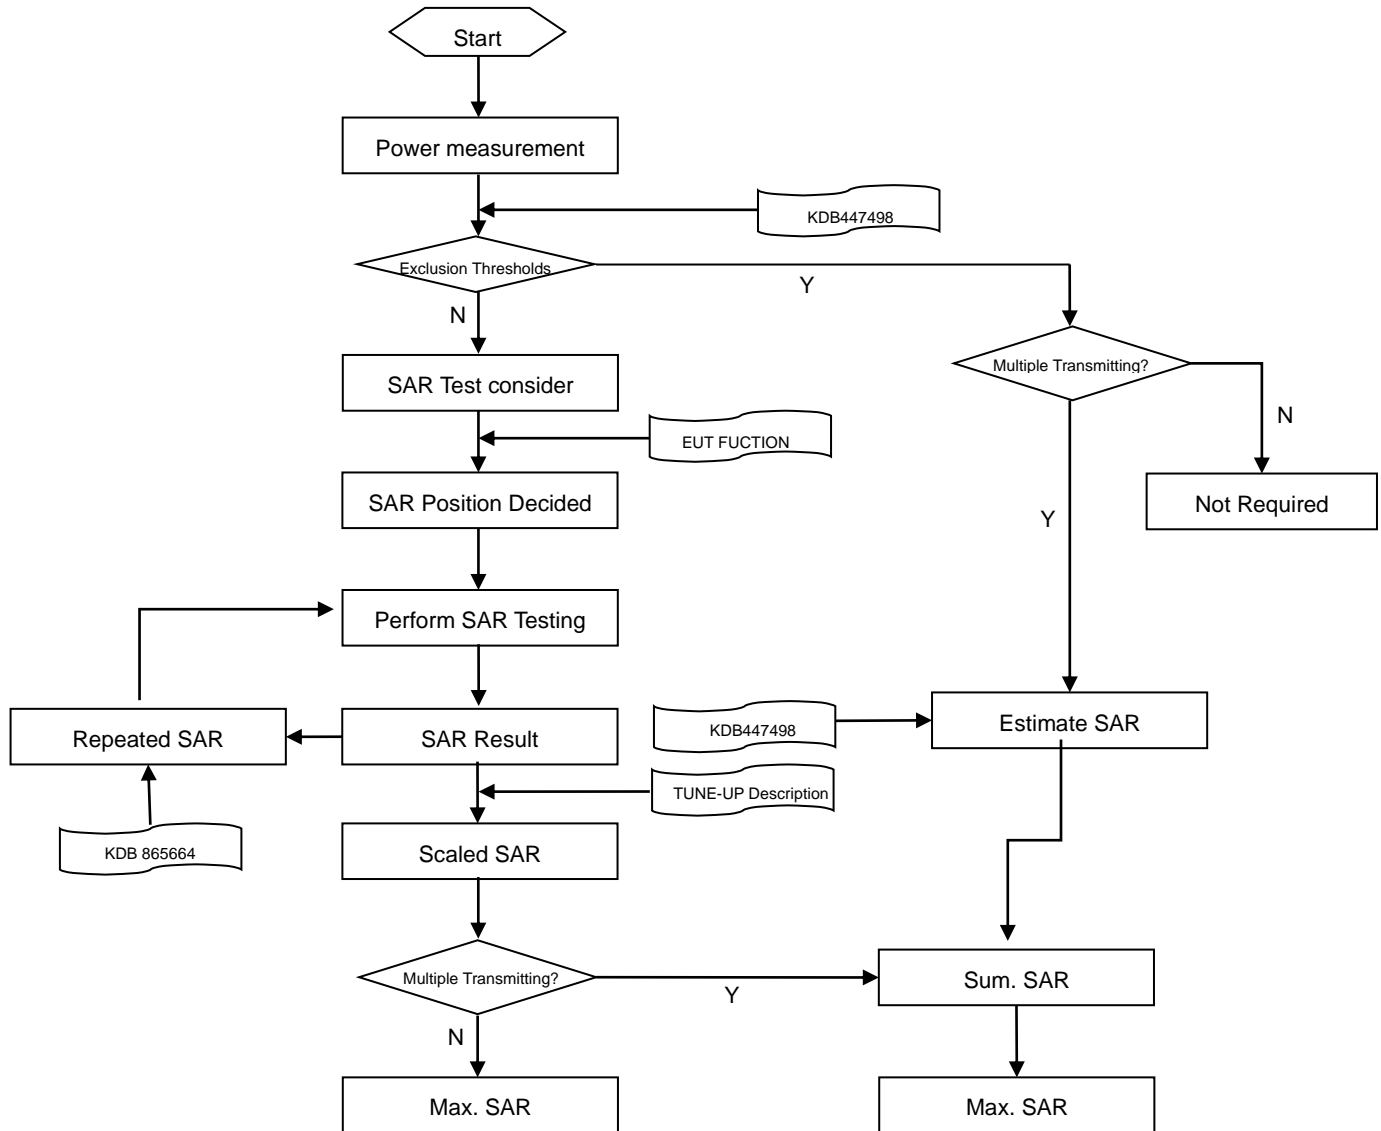 Start
Power measurement
KDB447498
Exclusion Thresholds
Y
N
Multiple Transmitting?
SAR Test consider
N
EUT FUCTION
SAR Position Decided
Not Required
Y
Perform SAR Testing
Repeated SAR
SAR Result
KDB447498
Estimate SAR
TUNE-UP Description
KDB 865664
Scaled SAR
Multiple Transmitting?
Y
Sum. SAR
N
Max. SAR
Max. SAR